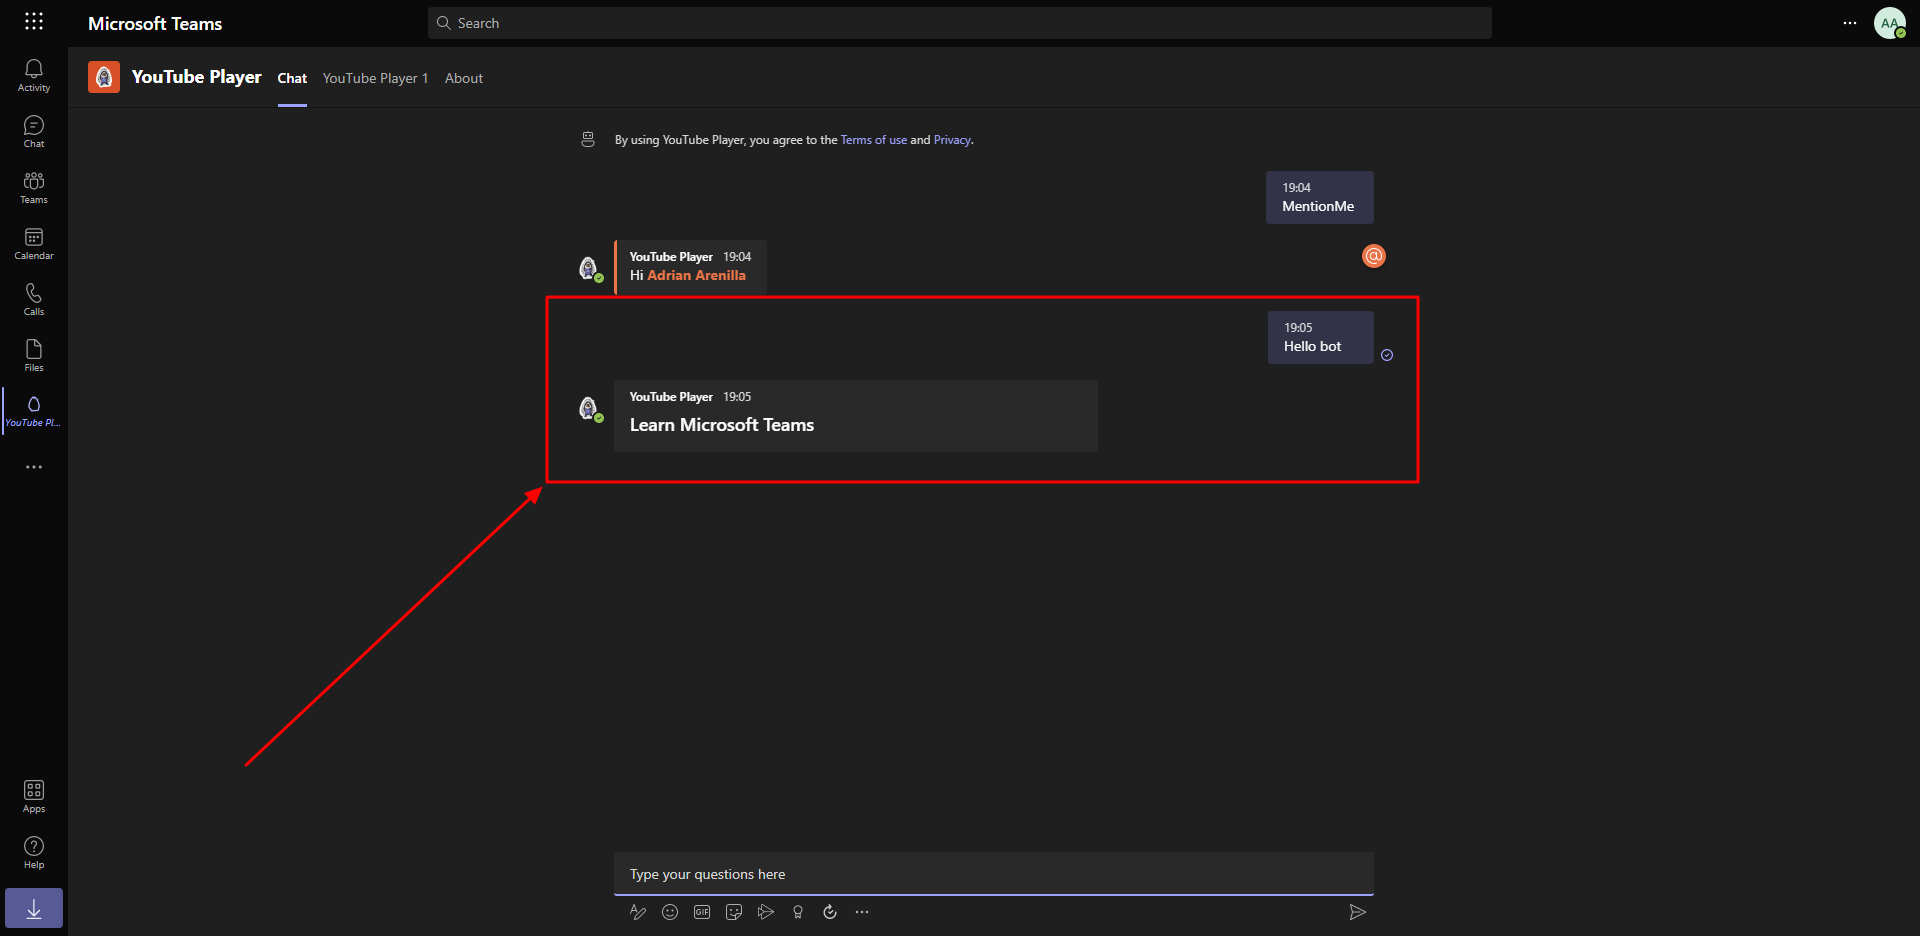 Microsoft Teams
Search
AA
Activity
Chat
Teams
Calendar
Calls
Files
YouTube Pl...
Apps
Help
YouTube Player
Chat
YouTube Player 1
About
By using YouTube Player, you agree to the Terms of use and Privacy.
19:04
MentionMe
YouTube Player 19:04
Hi Adrian Arenilla
@
19:05
Hello bot
YouTube Player 19:05
Learn Microsoft Teams
Type your questions here
GIF